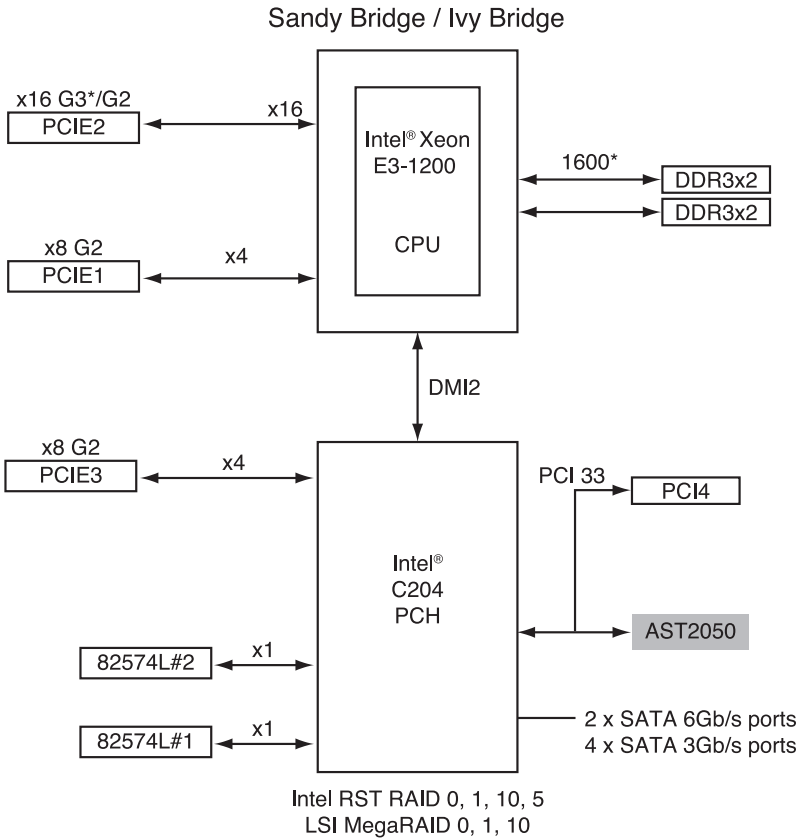 Sandy Bridge / Ivy Bridge
x16 G3*/G2
PCIE2
x16
Intel® Xeon
E3-1200
CPU
1600*
DDR3x2
DDR3x2
x8 G2
PCIE1
x4
DMI2
x8 G2
PCIE3
x4
PCI 33
PCI4
Intel®
C204
PCH
AST2050
82574L#2
x1
82574L#1
x1
2 x SATA 6Gb/s ports
4 x SATA 3Gb/s ports
Intel RST RAID 0, 1, 10, 5
LSI MegaRAID 0, 1, 10